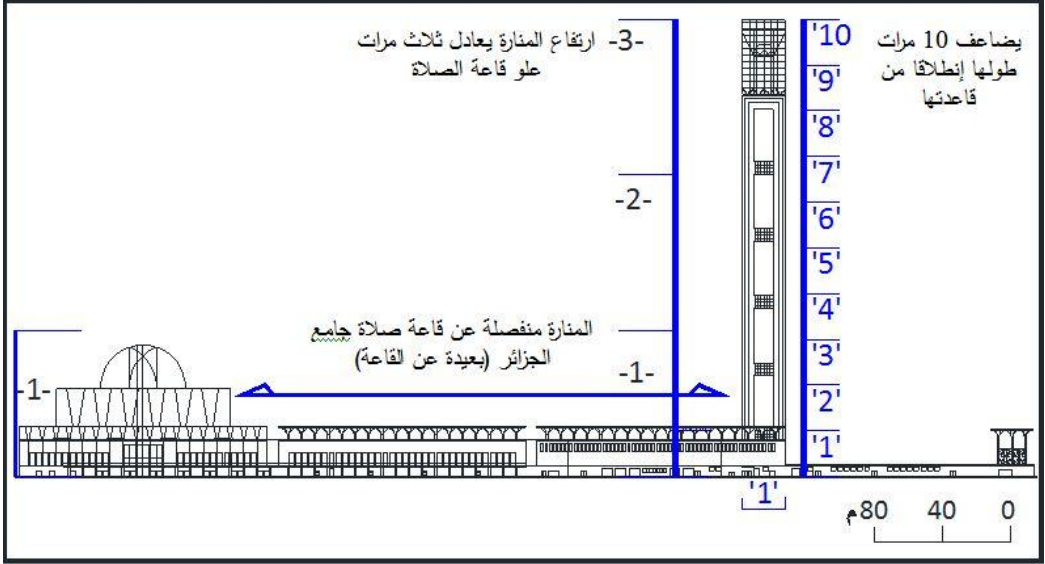 يضاعف 10 مرات
طولها إنطلاقا من
قاعدتها
ارتفاع المنارة يعادل ثلاث مرات
علو قاعة الصلاة
المنارة منفصلة عن قاعة صلاة جامع
الجزائر (بعيدة عن القاعة)
-3-
-2-
-1-
-1-
'10
'9'
'8'
'7'
'6'
'5'
'4'
'3'
'2'
'1'
'1'
0 40 80م